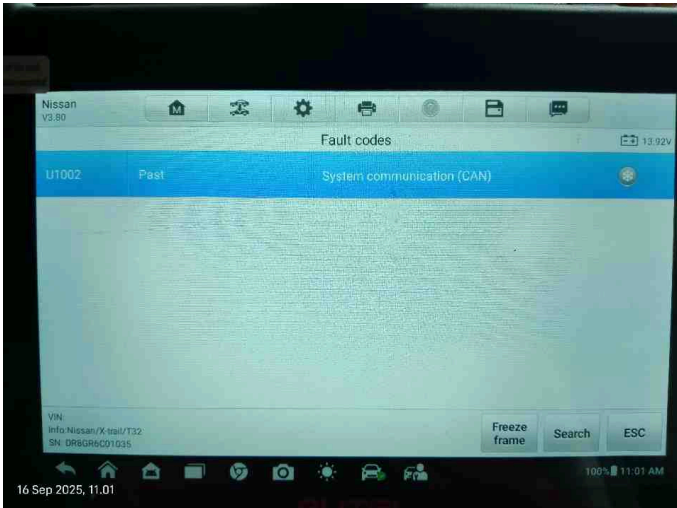 Nissan
V3.80
M
Fault codes
13.92V
U1002 Past System communication (CAN)
VIN:
Info Nissan/X-trail/T32
SN: DR8GR6C01035
Freeze
frame
Search
ESC
100% 11:01 AM
16 Sep 2025, 11.01